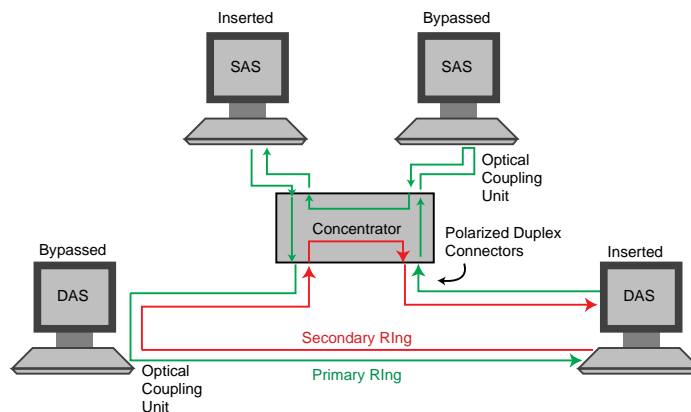 Inserted
Bypassed
SAS
SAS
Optical
Coupling
Unit
Concentrator
Polarized Duplex
Connectors
Bypassed
Inserted
DAS
DAS
Secondary RIng
Primary RIng
Optical
Coupling
Unit